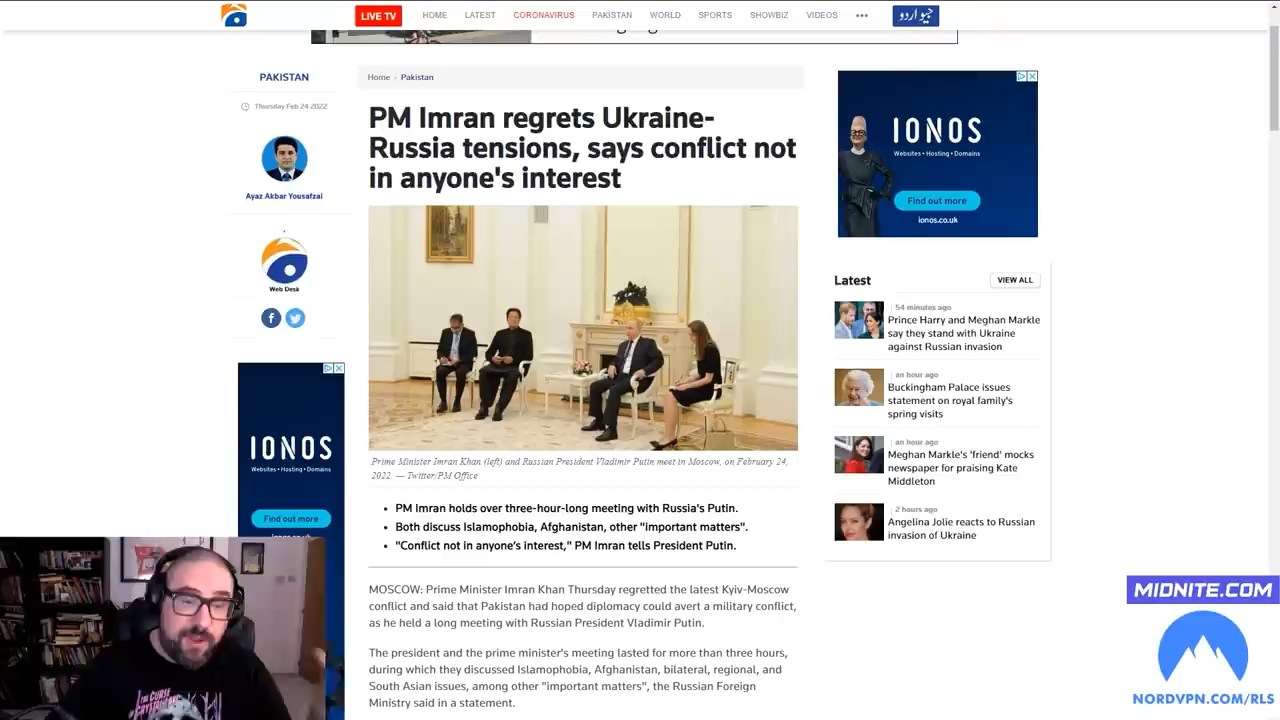 LIVE TV
HOME
LATEST
CORONAVIRUS
PAKISTAN
WORLD
SPORTS
SHOWBIZ
VIDEOS
•••
جیو اردو
PAKISTAN
Thursday Feb 24 2022
Ayaz Akbar Yousafzai
Web Desk
Home › Pakistan
PM Imran regrets Ukraine-
Russia tensions, says conflict not
in anyone's interest
Prime Minister Imran Khan (left) and Russian President Vladimir Putin meet in Moscow, on February 24,
2022. — Twitter/PM Office
• PM Imran holds over three-hour-long meeting with Russia's Putin.
• Both discuss Islamophobia, Afghanistan, other "important matters".
• "Conflict not in anyone’s interest," PM Imran tells President Putin.
MOSCOW: Prime Minister Imran Khan Thursday regretted the latest Kyiv-Moscow
conflict and said that Pakistan had hoped diplomacy could avert a military conflict,
as he held a long meeting with Russian President Vladimir Putin.
The president and the prime minister's meeting lasted for more than three hours,
during which they discussed Islamophobia, Afghanistan, bilateral, regional, and
South Asian issues, among other "important matters", the Russian Foreign
Ministry said in a statement.
IONOS
Websites • Hosting • Domains
Find out more
IONOS
Websites • Hosting • Domains
Find out more
ionos.co.uk
Latest
VIEW ALL
54 minutes ago
Prince Harry and Meghan Markle
say they stand with Ukraine
against Russian invasion
an hour ago
Buckingham Palace issues
statement on royal family's
spring visits
an hour ago
Meghan Markle's 'friend' mocks
newspaper for praising Kate
Middleton
2 hours ago
Angelina Jolie reacts to Russian
invasion of Ukraine
MIDNITE.COM
NORDVPN.COM/RLS